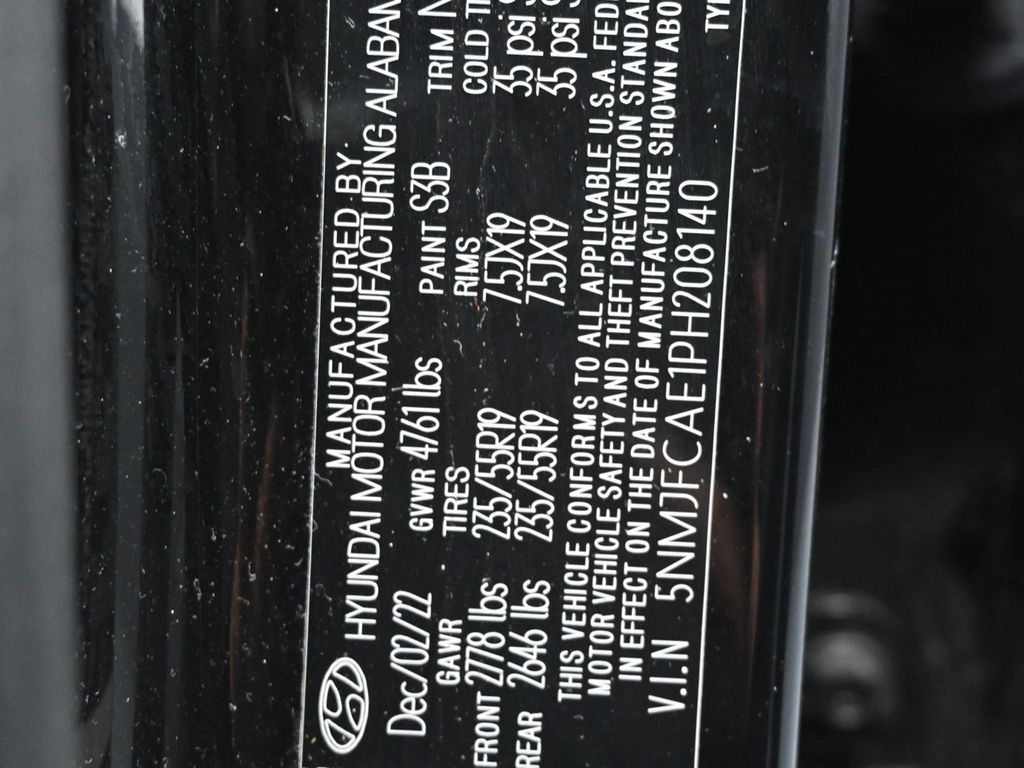 MANUFACTURED BY
HYUNDAI MOTOR MANUFACTURING ALABAM
Dec/02/22 GVWR 4761 lbs PAINT S3B TRIM N
GAWR TIRES RIMS COLD
FRONT 2778 lbs 235/55R19 7.5JX19 35 psi
REAR 2646 lbs 235/55R19 7.5JX19 35 psi
THIS VEHICLE CONFORMS TO ALL APPLICABLE U.S.A. FED
MOTOR VEHICLE SAFETY AND THEFT PREVENTION STANDA
IN EFFECT ON THE DATE OF MANUFACTURE SHOWN ABO
V.I.N 5NMJFCAE1PH208140 TY